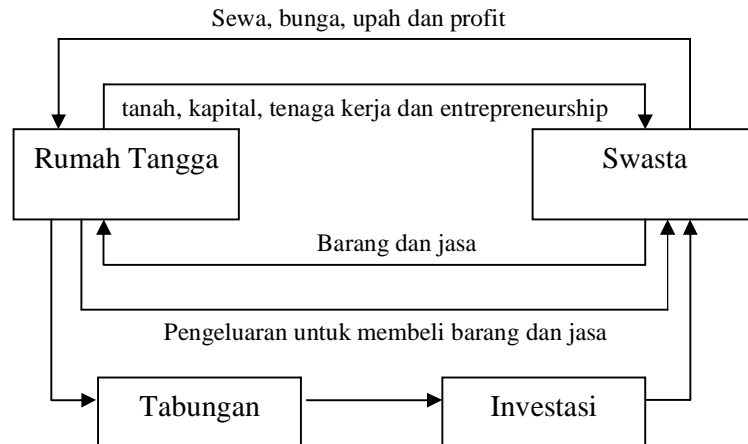 Sewa, bunga, upah dan profit
tanah, kapital, tenaga kerja dan entrepreneurship
Rumah Tangga
Swasta
Barang dan jasa
Pengeluaran untuk membeli barang dan jasa
Tabungan
Investasi